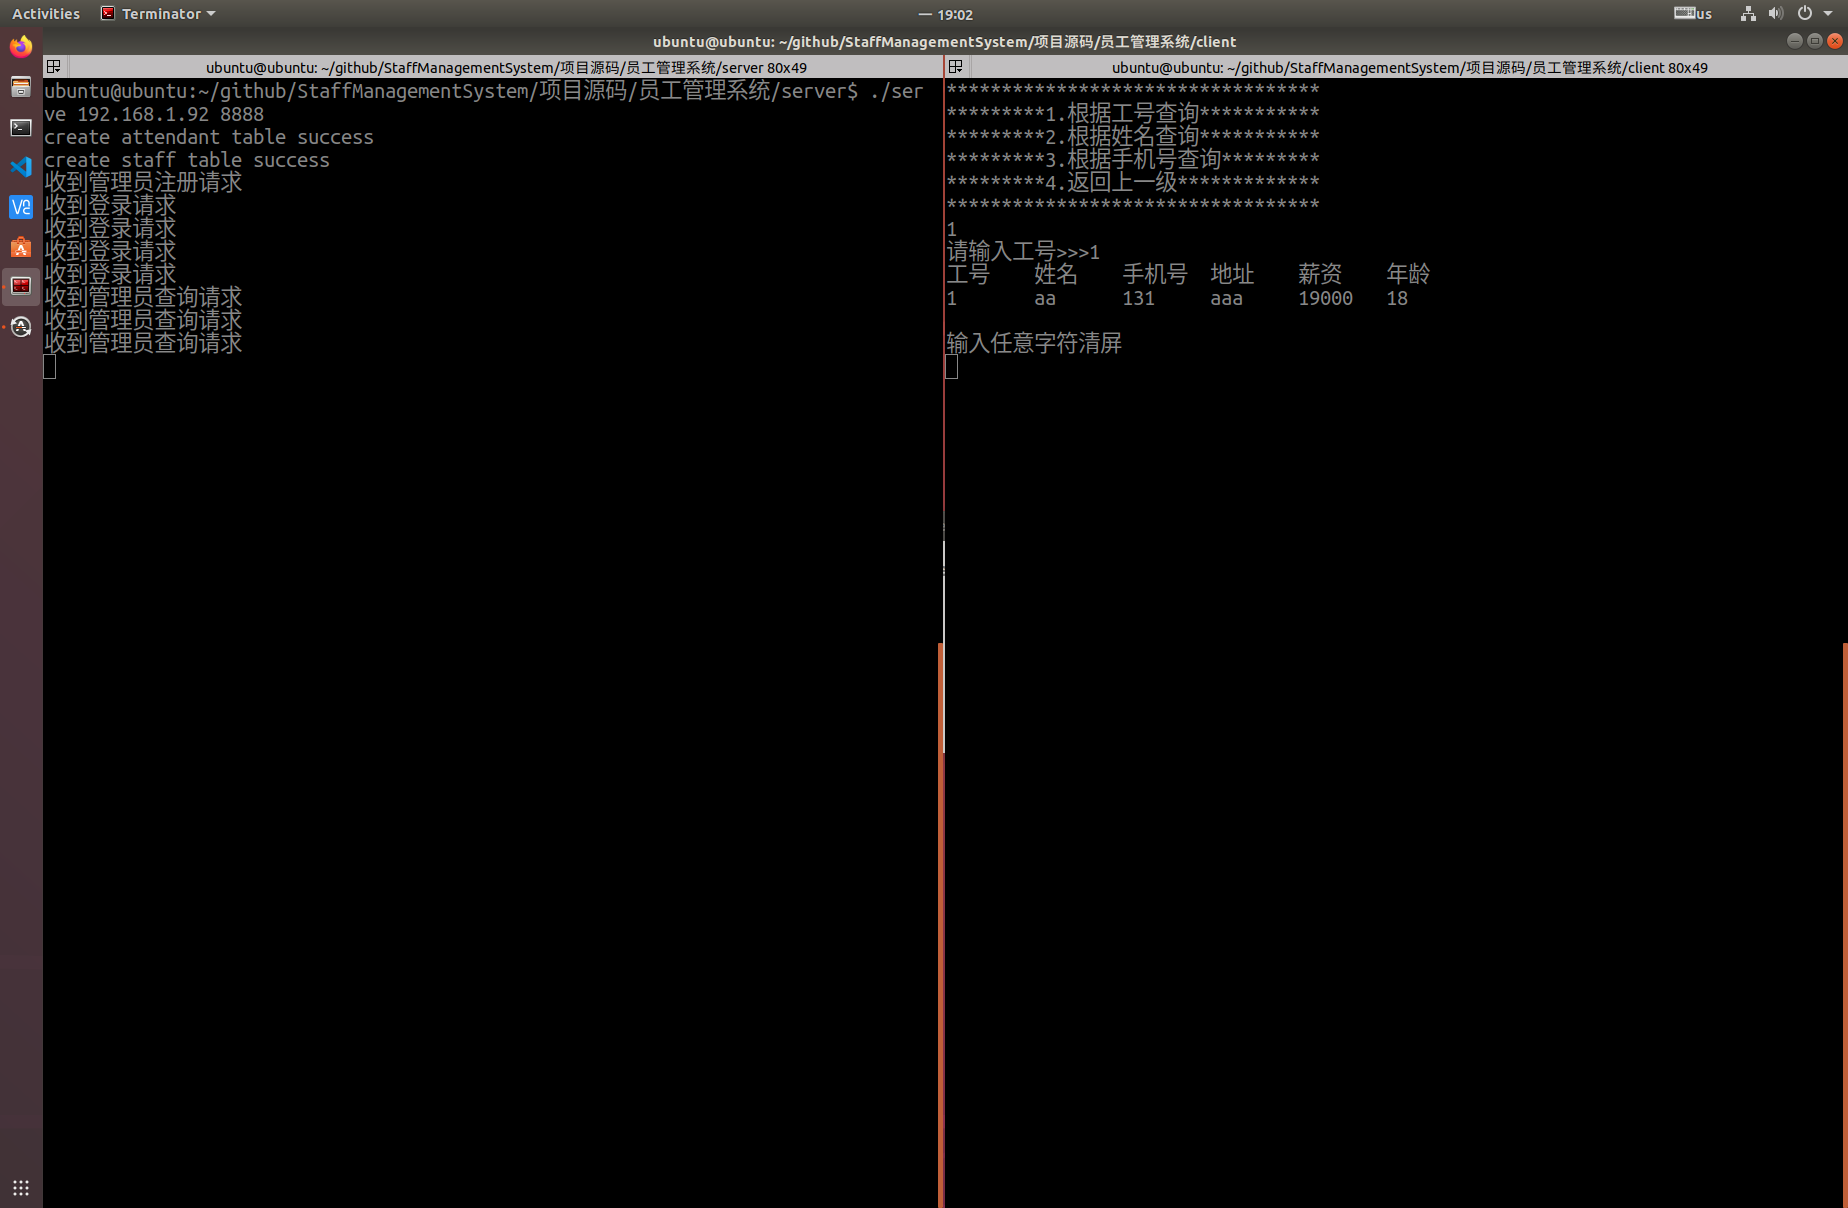 Activities
Terminator
— 19:02
us
ubuntu@ubuntu: ~/github/StaffManagementSystem/项目源码/员工管理系统/client
ubuntu@ubuntu: ~/github/StaffManagementSystem/项目源码/员工管理系统/server 80x49
ubuntu@ubuntu:~/github/StaffManagementSystem/项目源码/员工管理系统/server$ ./ser
ve 192.168.1.92 8888
create attendant table success
create staff table success
收到管理员注册请求
收到登录请求
收到登录请求
收到登录请求
收到登录请求
收到管理员查询请求
收到管理员查询请求
收到管理员查询请求
ubuntu@ubuntu: ~/github/StaffManagementSystem/项目源码/员工管理系统/client 80x49
**********************************
*********1.根据工号查询***********
*********2.根据姓名查询***********
*********3.根据手机号查询*********
*********4.返回上一级*************
**********************************
1
请输入工号>>>1
工号 姓名 手机号 地址 薪资 年龄
1 aa 131 aaa 19000 18
输入任意字符清屏